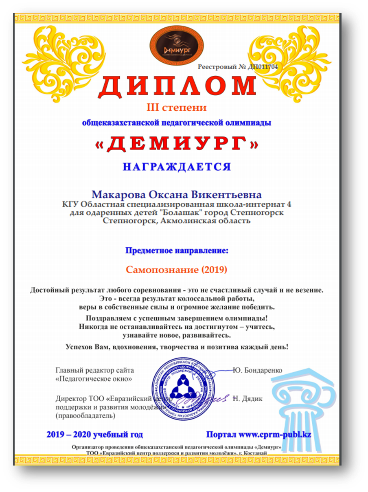 Демиург
Реестровый № ДК011704
ДИПЛОМ
III степени
общеказахстанской педагогической олимпиады
«ДЕМИУРГ»
НАГРАЖДАЕТСЯ
Макарова Оксана Викентьевна
КГУ Областная специализированная школа-интернат 4
для одаренных детей "Болашак" город Степногорск
Степногорск, Акмолинская область
Предметное направление:
Самопознание (2019)
Достойный результат любого соревнования - это не счастливый случай и не везение.
Это - всегда результат колоссальной работы,
веры в собственные силы и огромное желание победить.
Поздравляем с успешным завершением олимпиады!
Никогда не останавливайтесь на достигнутом – учитесь,
узнавайте новое, развивайтесь.
Успехов Вам, вдохновения, творчества и позитива каждый день!
Главный редактор сайта Ю. Бондаренко
«Педагогическое окно»
Директор ТОО «Евразийский Н. Дядик
поддержки и развития молодёжи»
(правообладатель)
2019 – 2020 учебный год Портал www.cprm-publ.kz
Организатор проведения общеказахстанской педагогической олимпиады «Демиург»
ТОО «Евразийский центр поддержки и развития молодёжи», г. Костанай